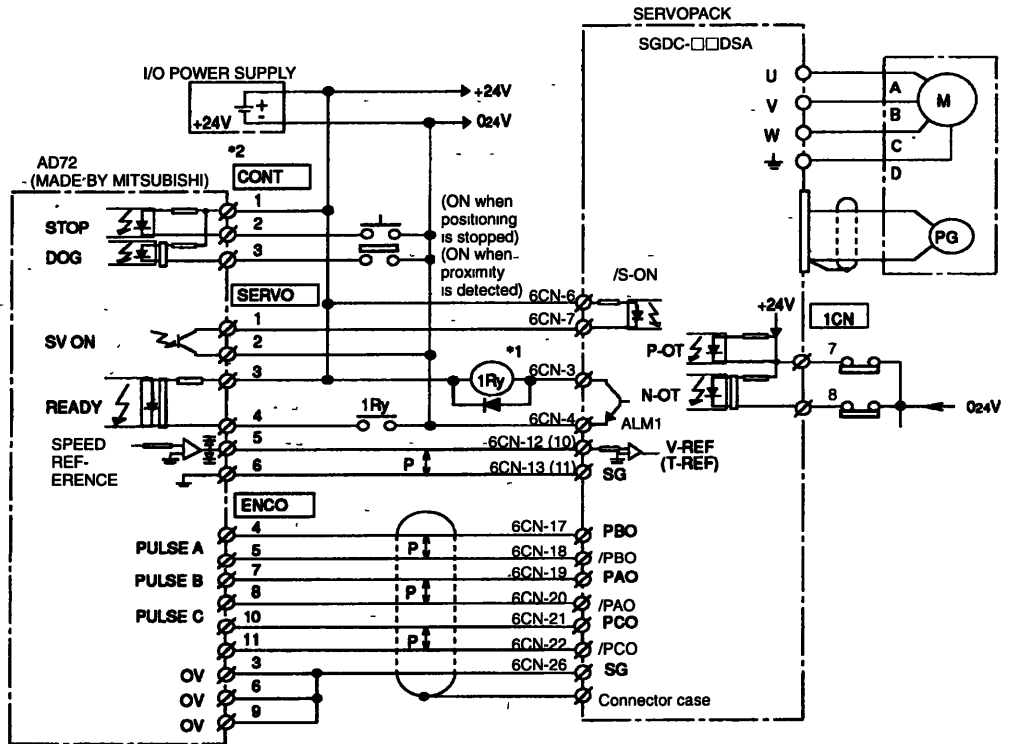 SERVOPACK
SGDC-□□DSA
I/O POWER SUPPLY
+
-
+24V
+24V
024V
*2
AD72
(MADE BY MITSUBISHI)
CONT
STOP
DOG
1
2
3
(ON when
positioning
is stopped)
(ON when
proximity
is detected)
U
V
W
A
B
C
D
M
PG
SERVO
SV ON
READY
SPEED
REF-
ERENCE
1
2
3
4
5
6
*1
1Ry
1Ry
P
6CN-6
6CN-7
6CN-3
6CN-4
6CN-12 (10)
6CN-13 (11)
/S-ON
ALM1
V-REF
(T-REF)
SG
+24V
1CN
P-OT
N-OT
7
8
024V
ENCO
PULSE A
PULSE B
PULSE C
OV
OV
OV
4
5
7
8
10
11
3
6
9
P
P
P
6CN-17
6CN-18
6CN-19
6CN-20
6CN-21
6CN-22
6CN-26
PBO
/PBO
PAO
/PAO
PCO
/PCO
SG
Connector case